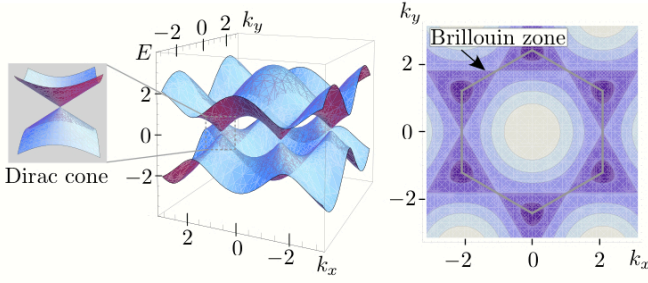 −2 0 2 k_y
E
2
0
−2
2 0 −2 k_x
Dirac cone
k_y
Brillouin zone
2
0
−2
−2 0 2 k_x